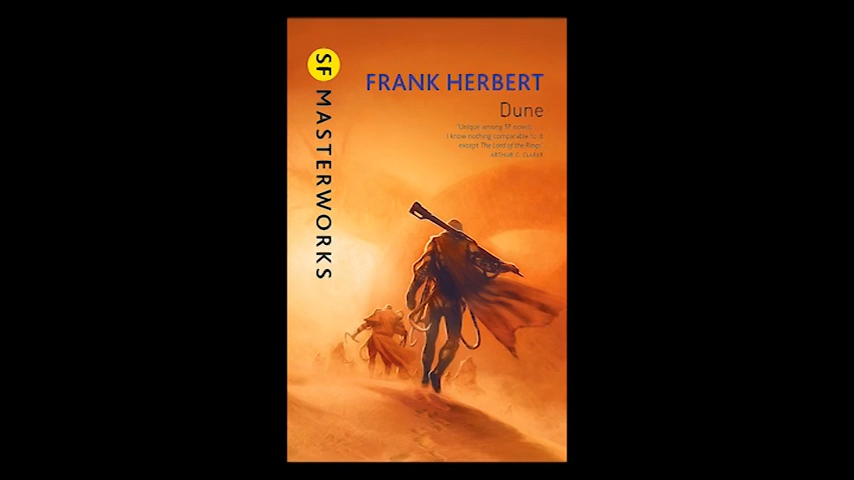 SF MASTERWORKS
FRANK HERBERT
Dune
'Unique among SF novels . . .
I know nothing comparable to it
except The Lord of the Rings'
ARTHUR C. CLARKE